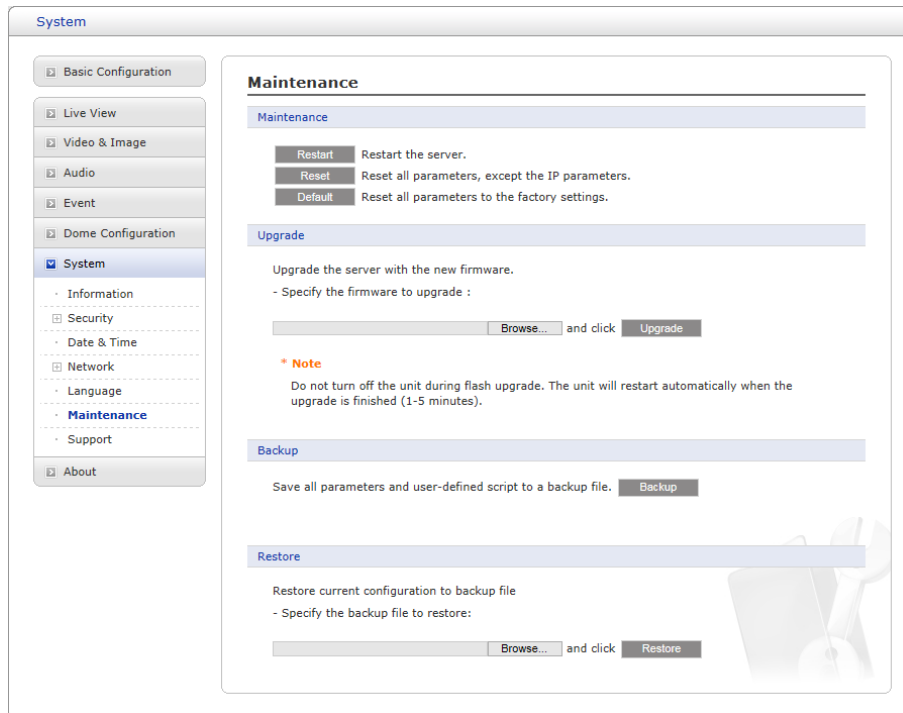 System
Basic Configuration
Live View
Video & Image
Audio
Event
Dome Configuration
System
Information
Security
Date & Time
Network
Language
Maintenance
Support
About
Maintenance
Maintenance
Restart Restart the server.
Reset Reset all parameters, except the IP parameters.
Default Reset all parameters to the factory settings.
Upgrade
Upgrade the server with the new firmware.
- Specify the firmware to upgrade :
Browse... and click Upgrade
* Note
Do not turn off the unit during flash upgrade. The unit will restart automatically when the
upgrade is finished (1-5 minutes).
Backup
Save all parameters and user-defined script to a backup file. Backup
Restore
Restore current configuration to backup file
- Specify the backup file to restore:
Browse... and click Restore